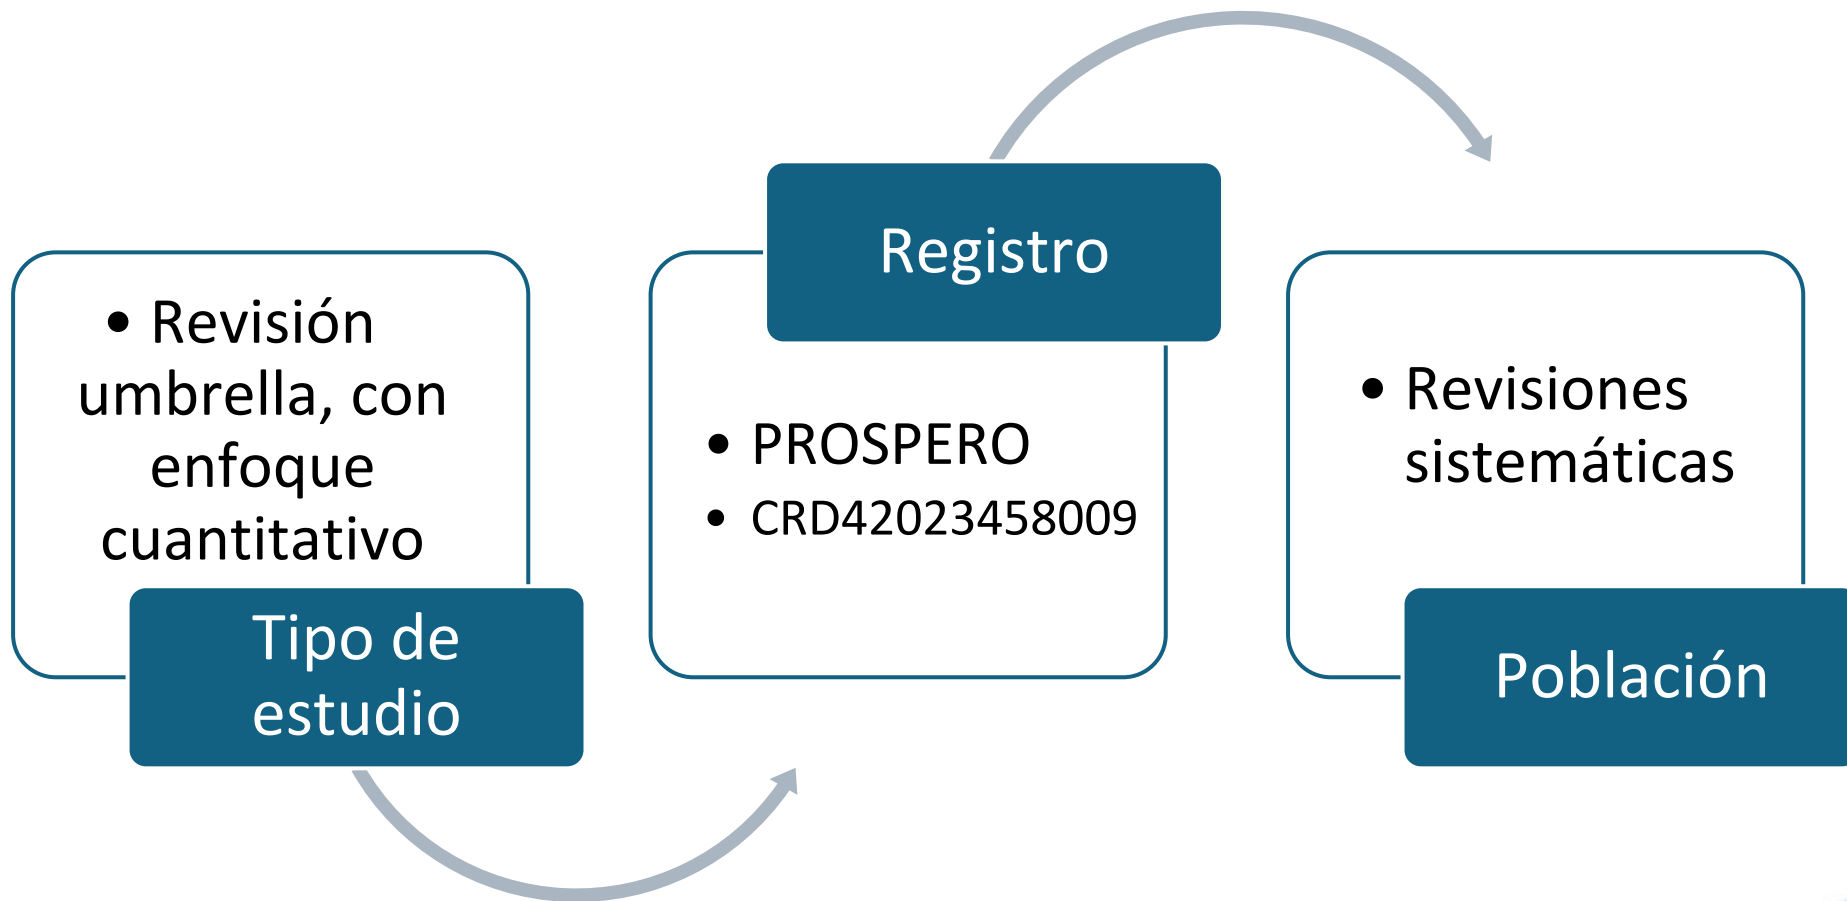 • Revisión
umbrella, con
enfoque
cuantitativo
Tipo de
estudio
Registro
• PROSPERO
• CRD42023458009
• Revisiones
sistemáticas
Población